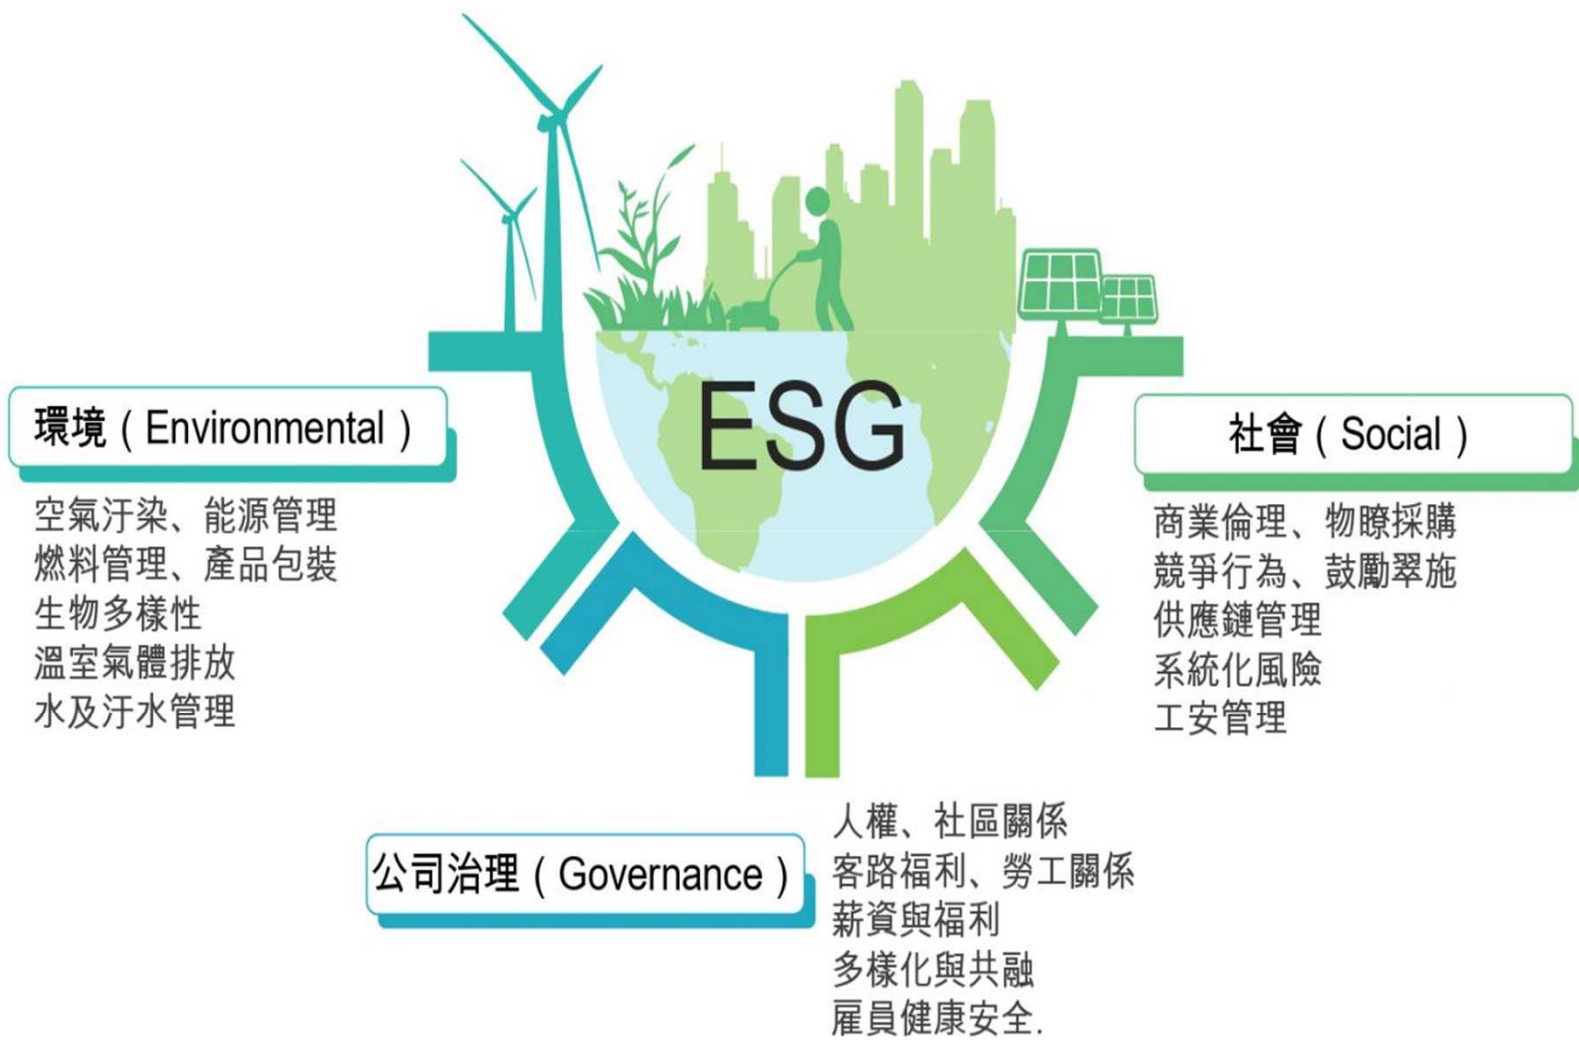 ESG
環境（Environmental）
空氣汙染、能源管理
燃料管理、產品包裝
生物多樣性
溫室氣體排放
水及汙水管理
社會（Social）
商業倫理、物瞭採購
競爭行為、鼓勵翠施
供應鏈管理
系統化風險
工安管理
公司治理（Governance）
人權、社區關係
客路福利、勞工關係
薪資與福利
多樣化與共融
雇員健康安全.